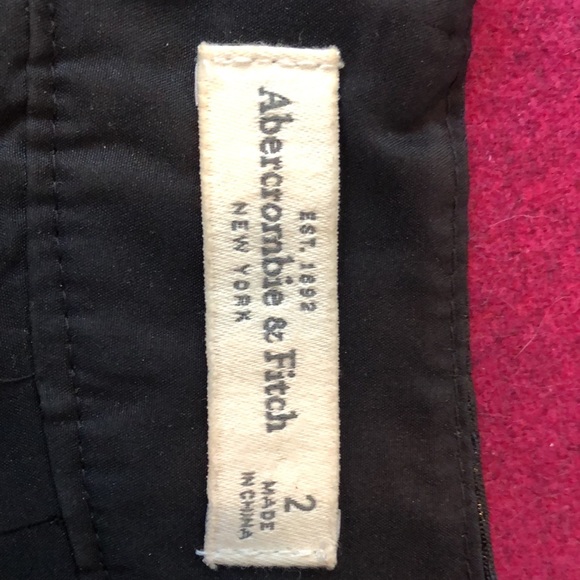 EST. 1892
Abercrombie & Fitch
NEW YORK
2
MADE
IN CHINA